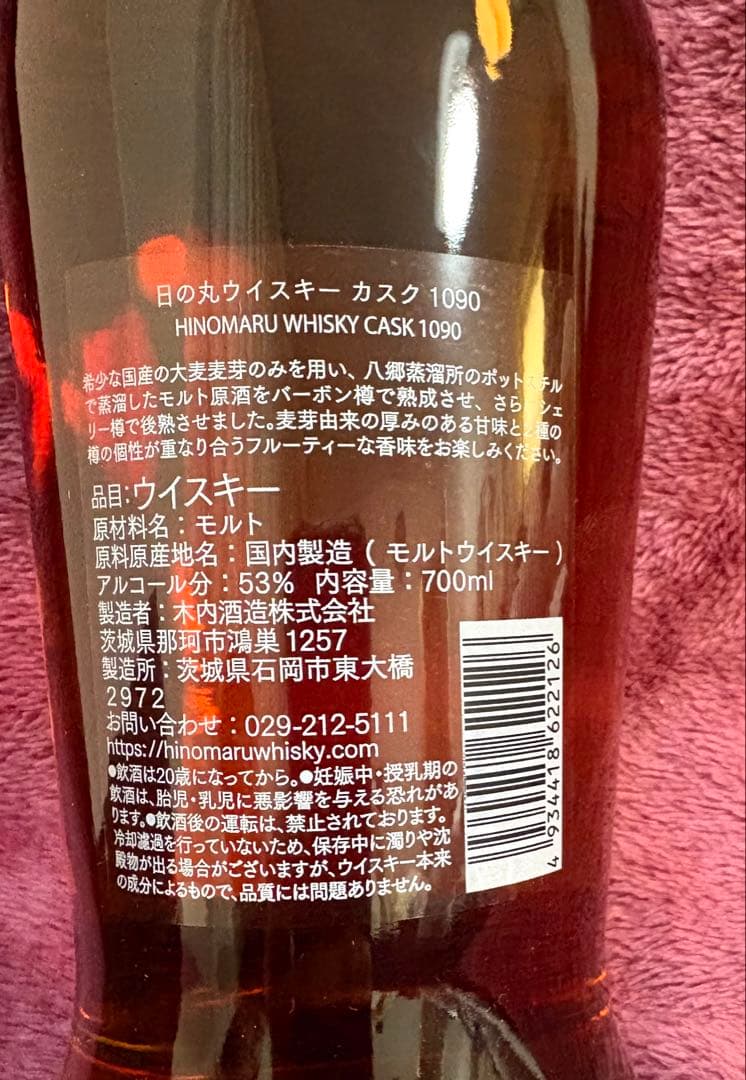 日の丸ウイスキー カスク 1090
HINOMARU WHISKY CASK 1090
希少な国産の大麦麦芽のみを用い、八郷蒸溜所のポットスチル
で蒸溜したモルト原酒をバーボン樽で熟成させ、さらにシェ
リー樽で後熟させました。麦芽由来の厚みのある甘味と2種の
樽の個性が重なり合うフルーティーな香味をお楽しみください。
品目:ウイスキー
原材料名:モルト
原料原産地名:国内製造(モルトウイスキー)
アルコール分:53% 内容量:700ml
製造者:木内酒造株式会社
茨城県那珂市鴻巣1257
製造所:茨城県石岡市東大橋
2972
お問い合わせ:029-212-5111
https://hinomaruwhisky.com
●飲酒は20歳になってから。●妊娠中・授乳期の
飲酒は、胎児・乳児に悪影響を与える恐れがあ
ります。●飲酒後の運転は、禁止されております。
冷却濾過を行っていないため、保存中に濁りや沈
殿物が出る場合がございますが、ウイスキー本来
の成分によるもので、品質には問題ありません。
4 934418 622126